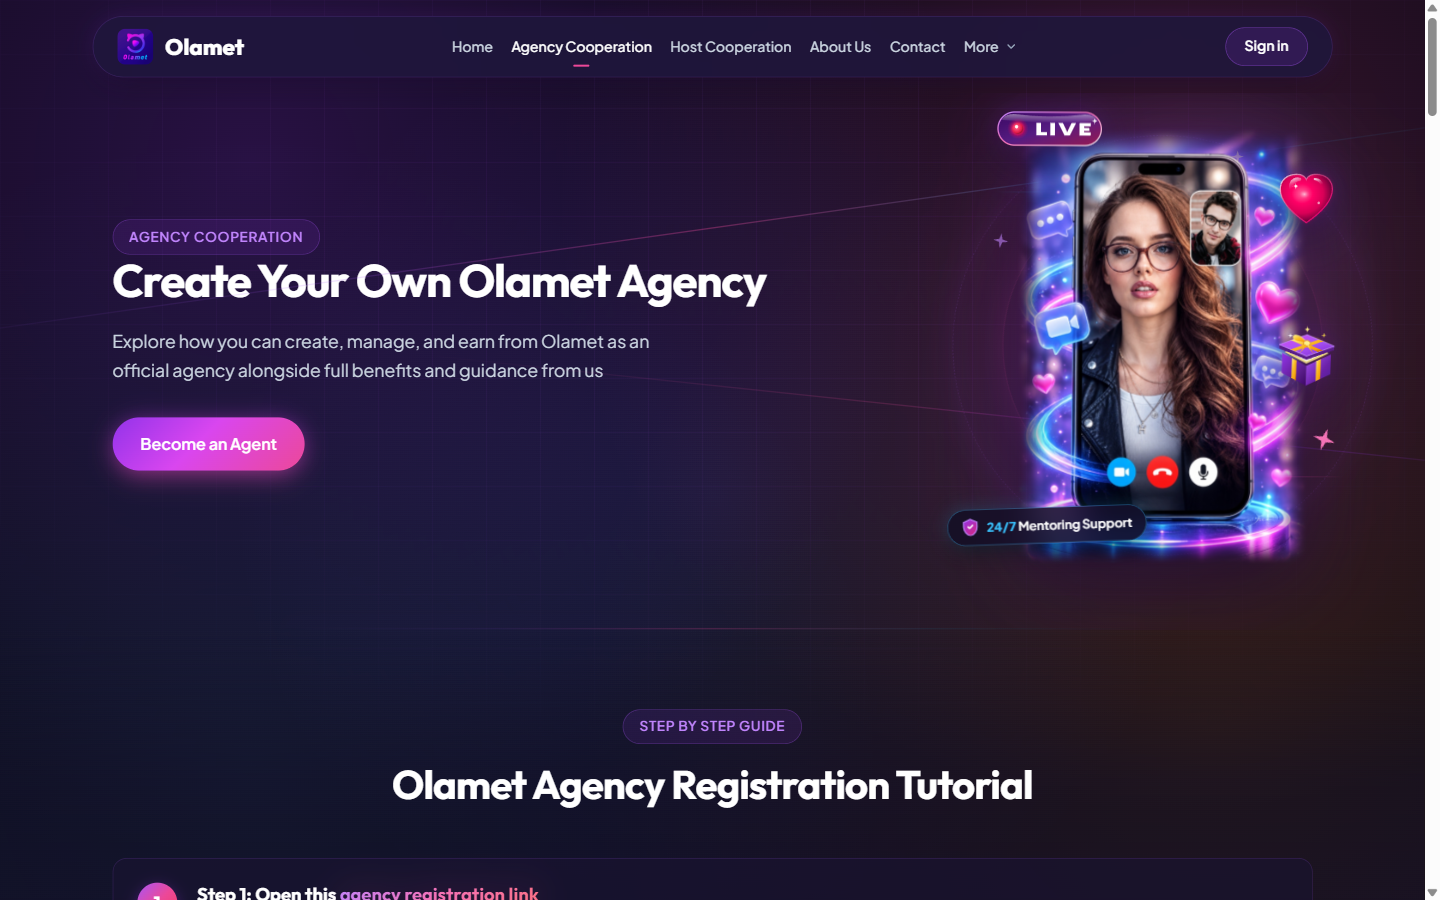 Olamet
Olamet
Home
Agency Cooperation
Host Cooperation
About Us
Contact
More
Sign in
LIVE
AGENCY COOPERATION
Create Your Own Olamet Agency
Explore how you can create, manage, and earn from Olamet as an
official agency alongside full benefits and guidance from us
Become an Agent
24/7 Mentoring Support
STEP BY STEP GUIDE
Olamet Agency Registration Tutorial
1
Step 1: Open this agency registration link